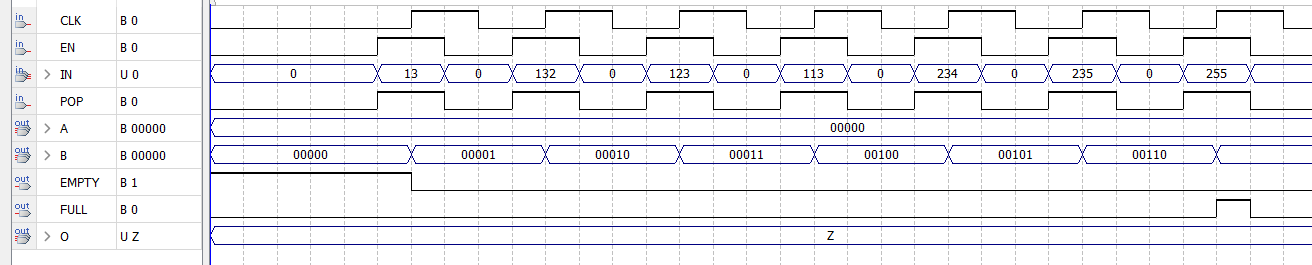 in CLK B 0
in EN B 0
in > IN U 0 0 13 0 132 0 123 0 113 0 234 0 235 0 255
in POP B 0
out > A B 00000 00000
out > B B 00000 00000 00001 00010 00011 00100 00101 00110
out EMPTY B 1
out FULL B 0
out > O U Z Z